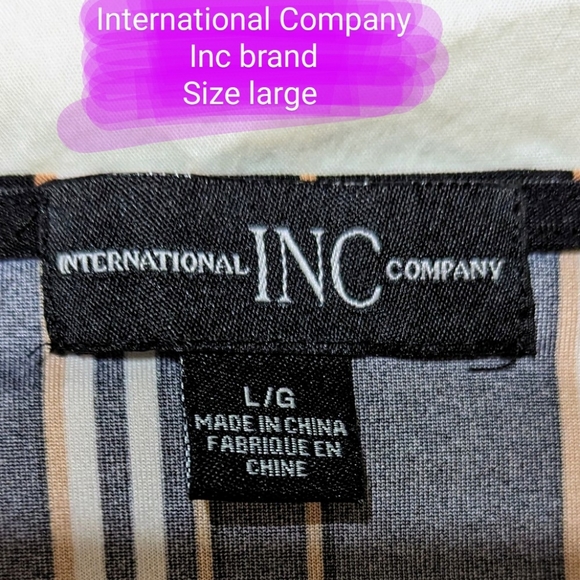 International Company
Inc brand
Size large
INTERNATIONAL INC COMPANY
L/G
MADE IN CHINA
FABRIQUE EN
CHINE